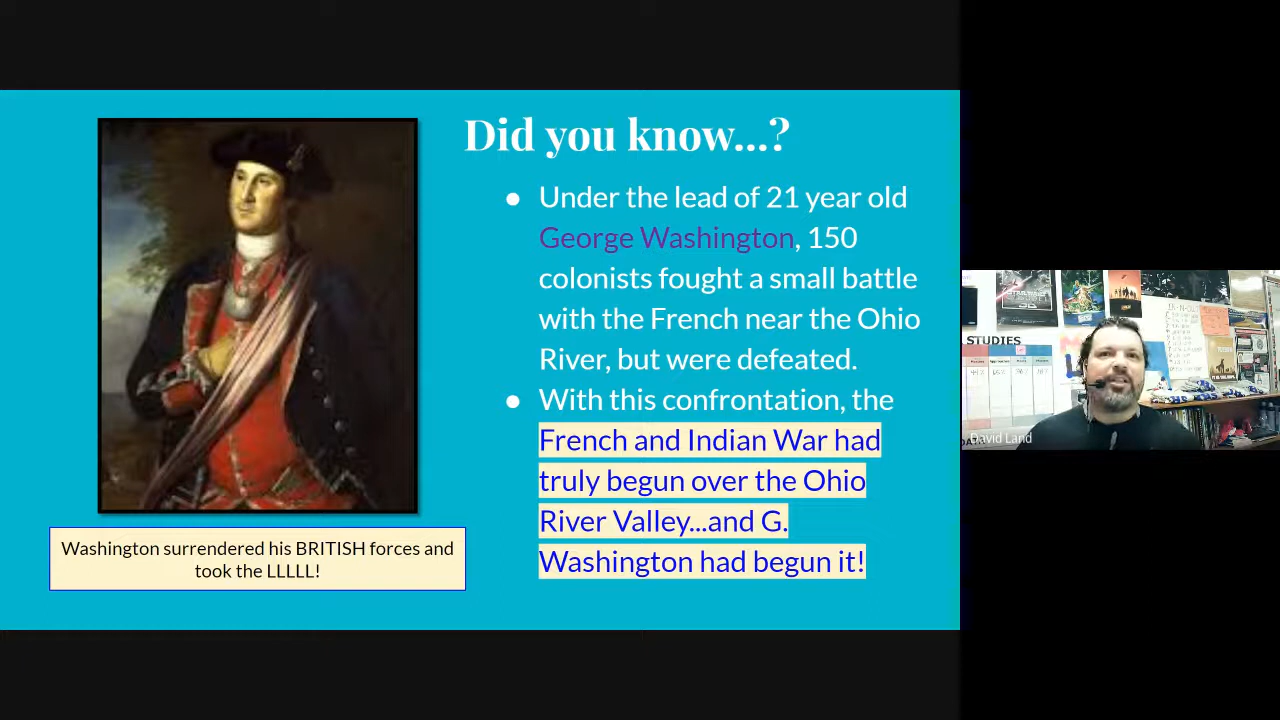 Did you know...?
● Under the lead of 21 year old
George Washington, 150
colonists fought a small battle
with the French near the Ohio
River, but were defeated.
● With this confrontation, the
French and Indian War had
truly begun over the Ohio
River Valley...and G.
Washington had begun it!
Washington surrendered his BRITISH forces and
took the LLLLL!
STUDIES
David Land